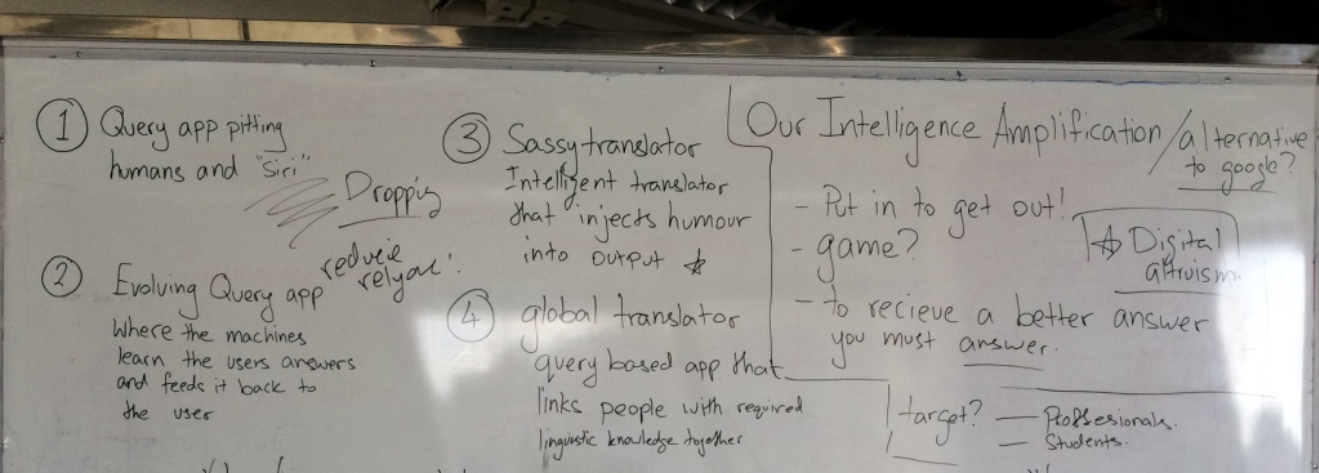 ① Query app pitting
humans and "Siri"
Dropping
② Evolving Query app
reduce
Where the machines
learn the users answers
and feeds it back to
the user
③ Sassy translator
Intelligent translator
that injects humour
into output ☆
④ global translator
query based app that
links people with required
linguistic knowledge together
Our Intelligence Amplification / alternative
to google?
- Put in to get out!
- game?
☆ Digital
altruism.
- to recieve a better answer
you must answer.
target? — Proffesionals.
— Students.